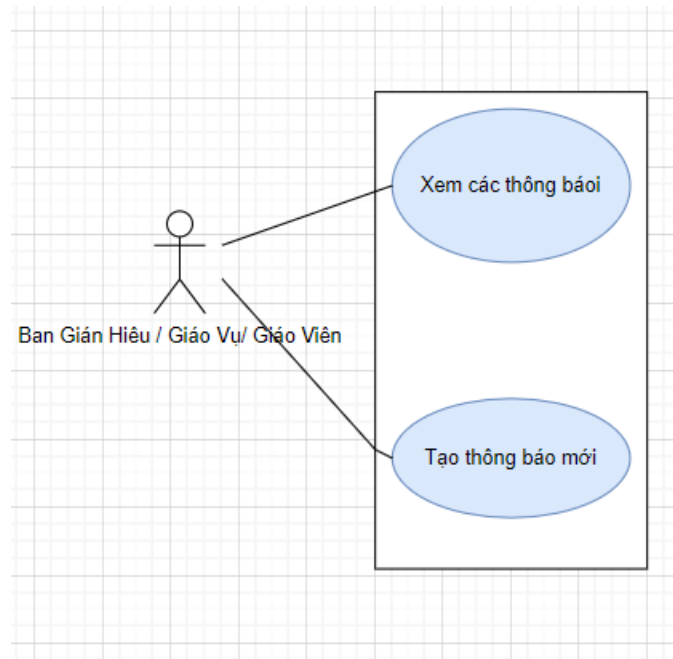 Xem các thông báoi
Ban Gián Hiêu / Giáo Vụ/ Giáo Viên
Tạo thông báo mới